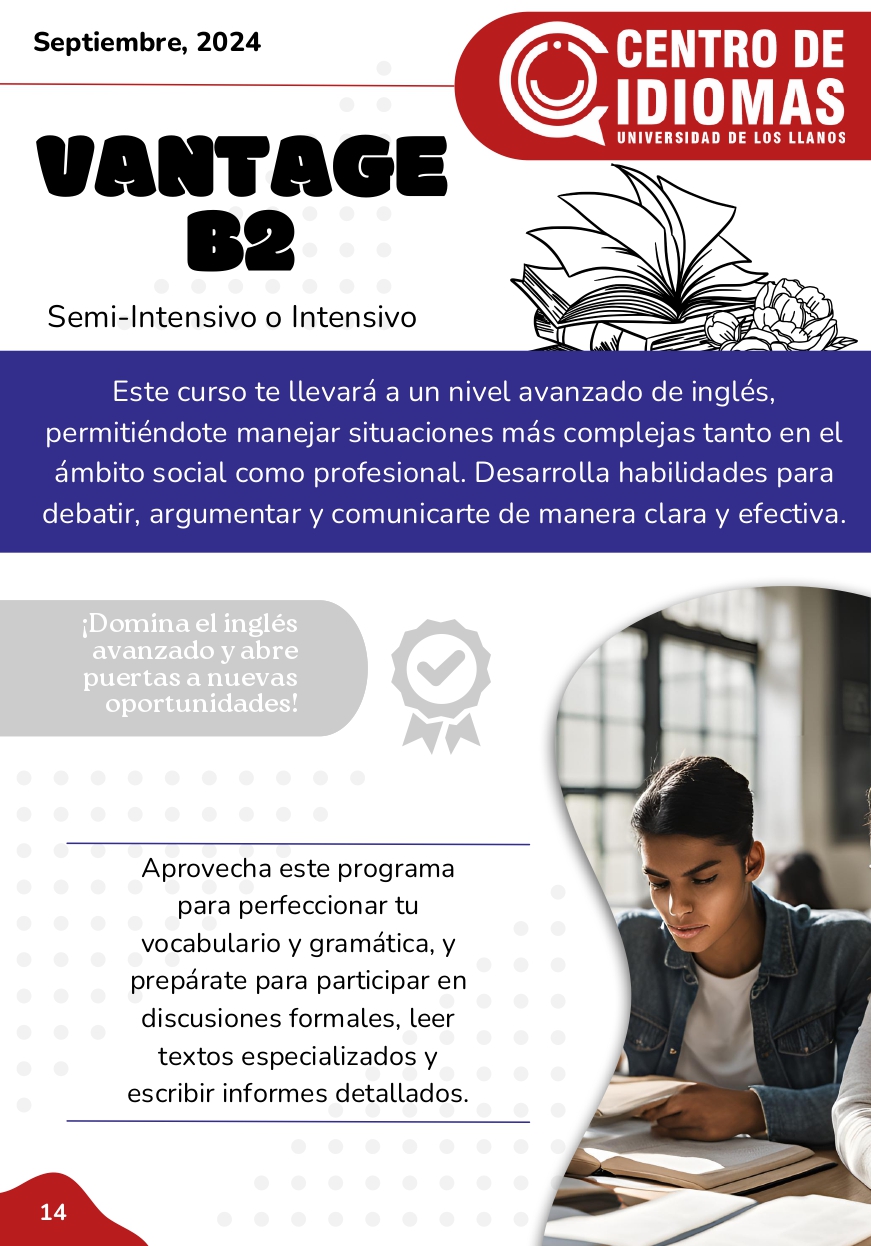 Septiembre, 2024
CENTRO DE
IDIOMAS
UNIVERSIDAD DE LOS LLANOS
VANTAGE
B2
Semi-Intensivo o Intensivo
Este curso te llevará a un nivel avanzado de inglés,
permitiéndote manejar situaciones más complejas tanto en el
ámbito social como profesional. Desarrolla habilidades para
debatir, argumentar y comunicarte de manera clara y efectiva.
¡Domina el inglés
avanzado y abre
puertas a nuevas
oportunidades!
Aprovecha este programa
para perfeccionar tu
vocabulario y gramática, y
prepárate para participar en
discusiones formales, leer
textos especializados y
escribir informes detallados.
14